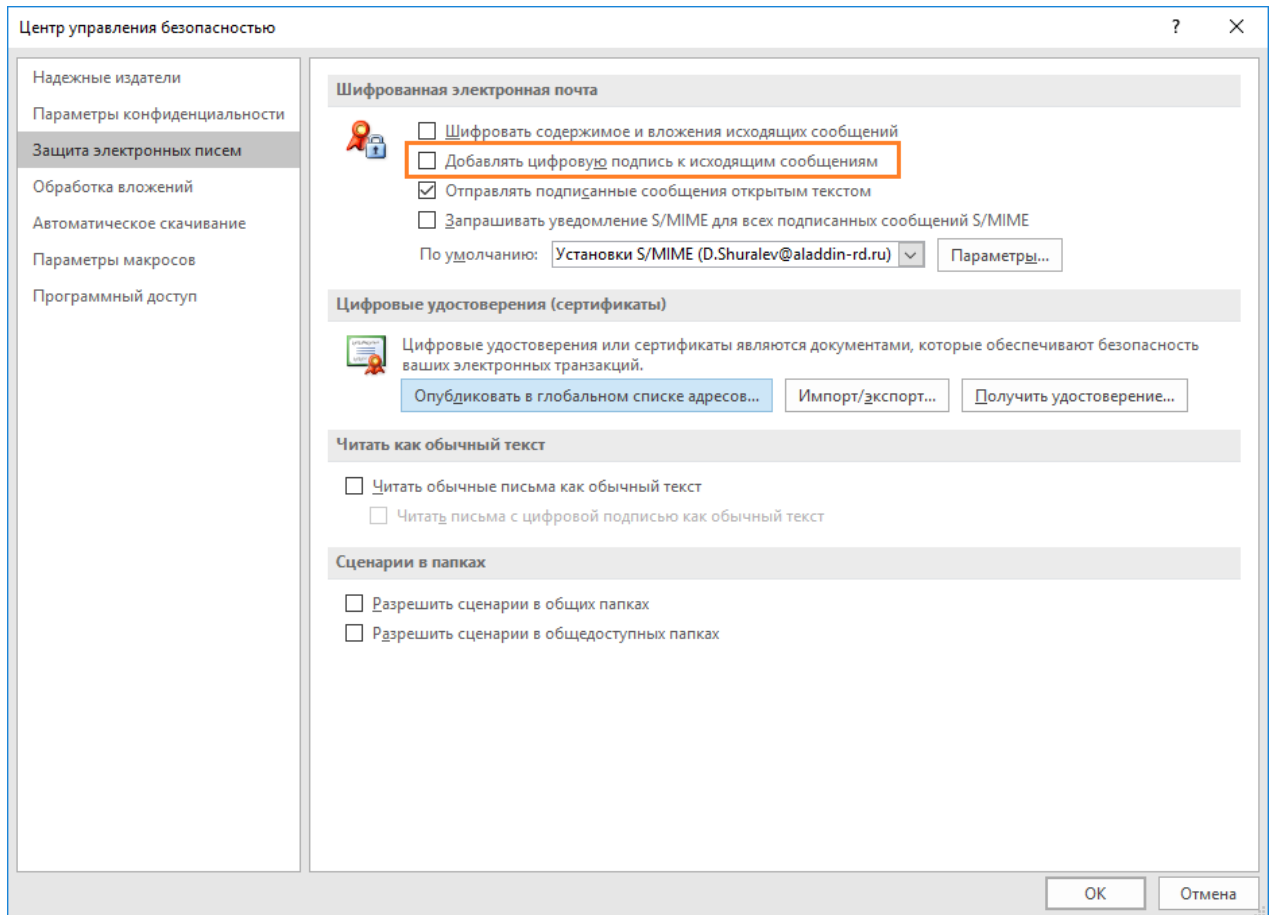 Центр управления безопасностью
?
Надежные издатели
Параметры конфиденциальности
Защита электронных писем
Обработка вложений
Автоматическое скачивание
Параметры макросов
Программный доступ
Шифрованная электронная почта
Шифровать содержимое и вложения исходящих сообщений
Добавлять цифровую подпись к исходящим сообщениям
Отправлять подписанные сообщения открытым текстом
Запрашивать уведомление S/MIME для всех подписанных сообщений S/MIME
По умолчанию: Установки S/MIME (D.Shuralev@aladdin-rd.ru) Параметры...
Цифровые удостоверения (сертификаты)
Цифровые удостоверения или сертификаты являются документами, которые обеспечивают безопасность
ваших электронных транзакций.
Опубликовать в глобальном списке адресов... Импорт/экспорт... Получить удостоверение...
Читать как обычный текст
Читать обычные письма как обычный текст
Читать письма с цифровой подписью как обычный текст
Сценарии в папках
Разрешить сценарии в общих папках
Разрешить сценарии в общедоступных папках
ОК Отмена